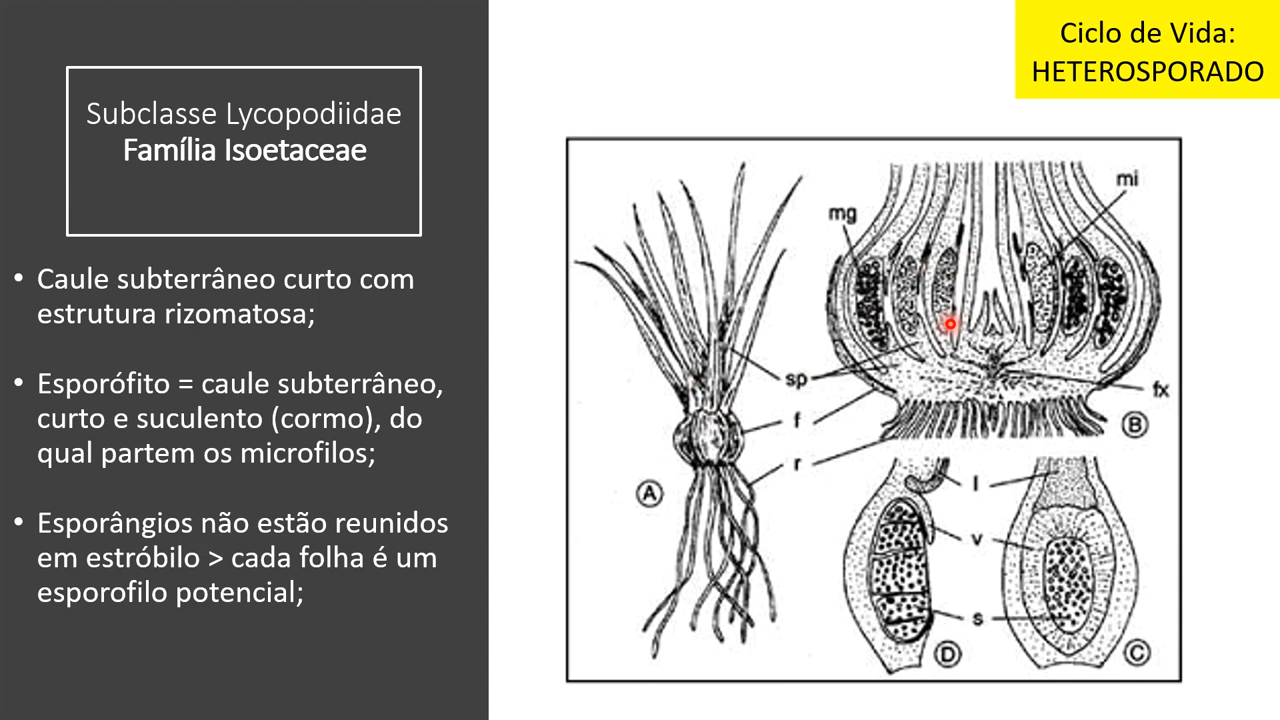 Ciclo de Vida:
HETEROSPORADO
Subclasse Lycopodiidae
Família Isoetaceae
• Caule subterrâneo curto com
estrutura rizomatosa;
• Esporófito = caule subterrâneo,
curto e suculento (cormo), do
qual partem os microfilos;
• Esporângios não estão reunidos
em estróbilo > cada folha é um
esporofilo potencial;
mi
mg
sp
fx
f
B
r
A
l
v
s
D
C